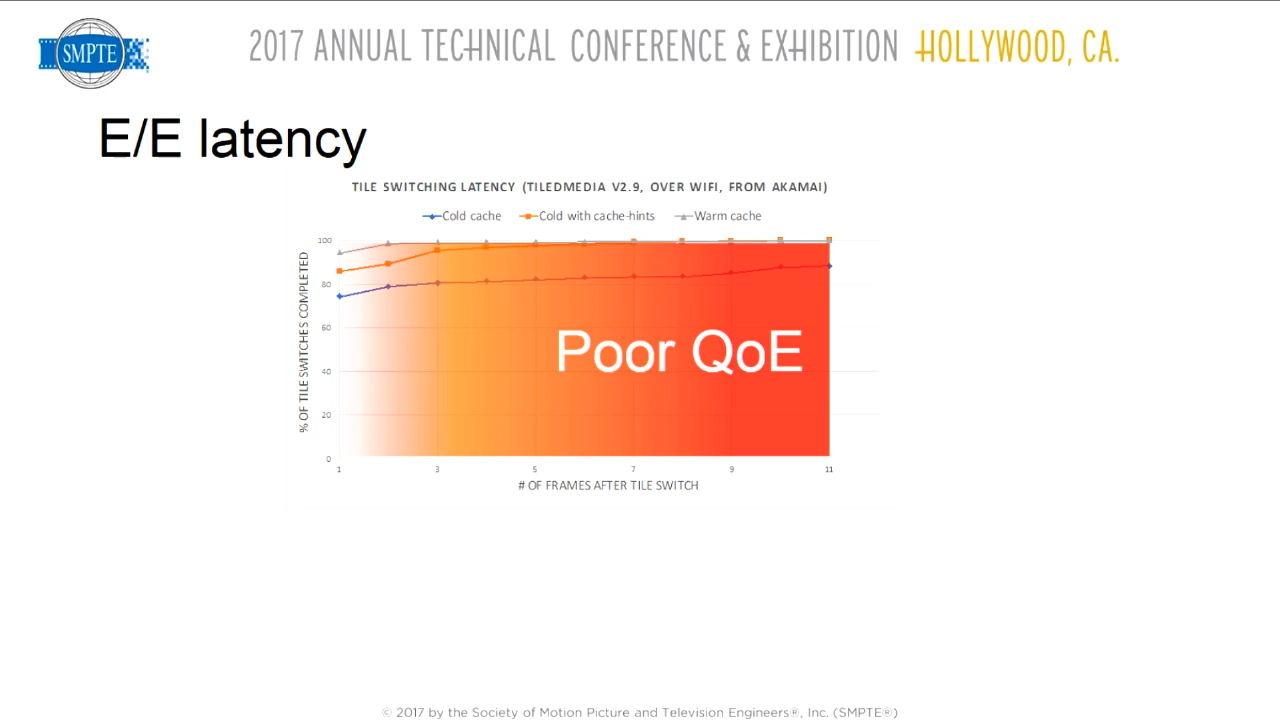 SMPTE
2017 ANNUAL TECHNICAL CONFERENCE & EXHIBITION HOLLYWOOD, CA.
E/E latency
TILE SWITCHING LATENCY (TILEDMEDIA V2.9, OVER WIFI, FROM AKAMAI)
Cold cache Cold with cache-hints Warm cache
% OF TILE SWITCHES COMPLETED
100
80
60
40
20
0
Poor QoE
1 3 5 7 9 11
# OF FRAMES AFTER TILE SWITCH
© 2017 by the Society of Motion Picture and Television Engineers®, Inc. (SMPTE®)